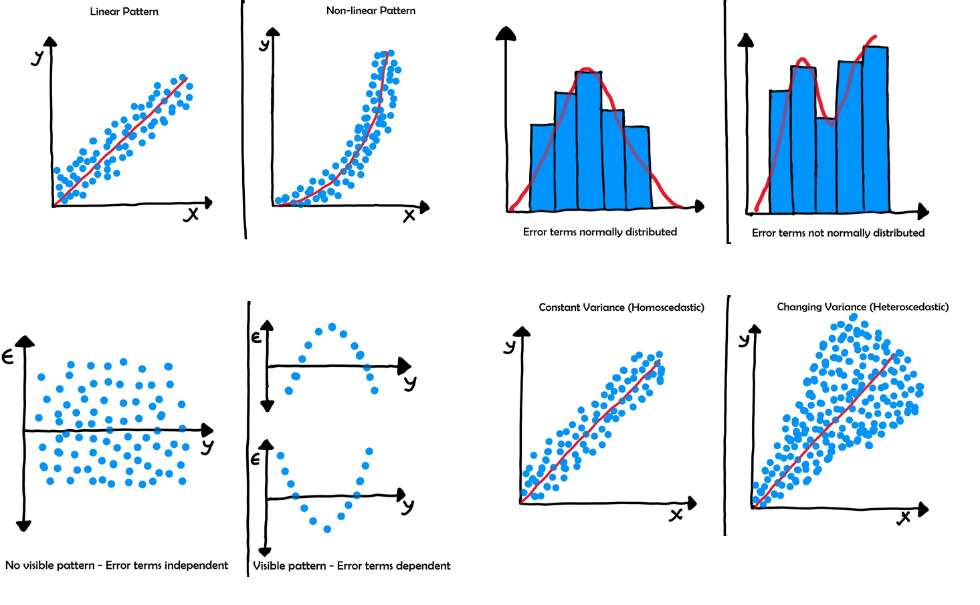 Linear Pattern
Non-linear Pattern
y
x
y
x
Error terms normally distributed
Error terms not normally distributed
ϵ
y
No visible pattern - Error terms independent
ϵ
y
ϵ
y
Visible pattern - Error terms dependent
Constant Variance (Homoscedastic)
y
x
Changing Variance (Heteroscedastic)
y
x